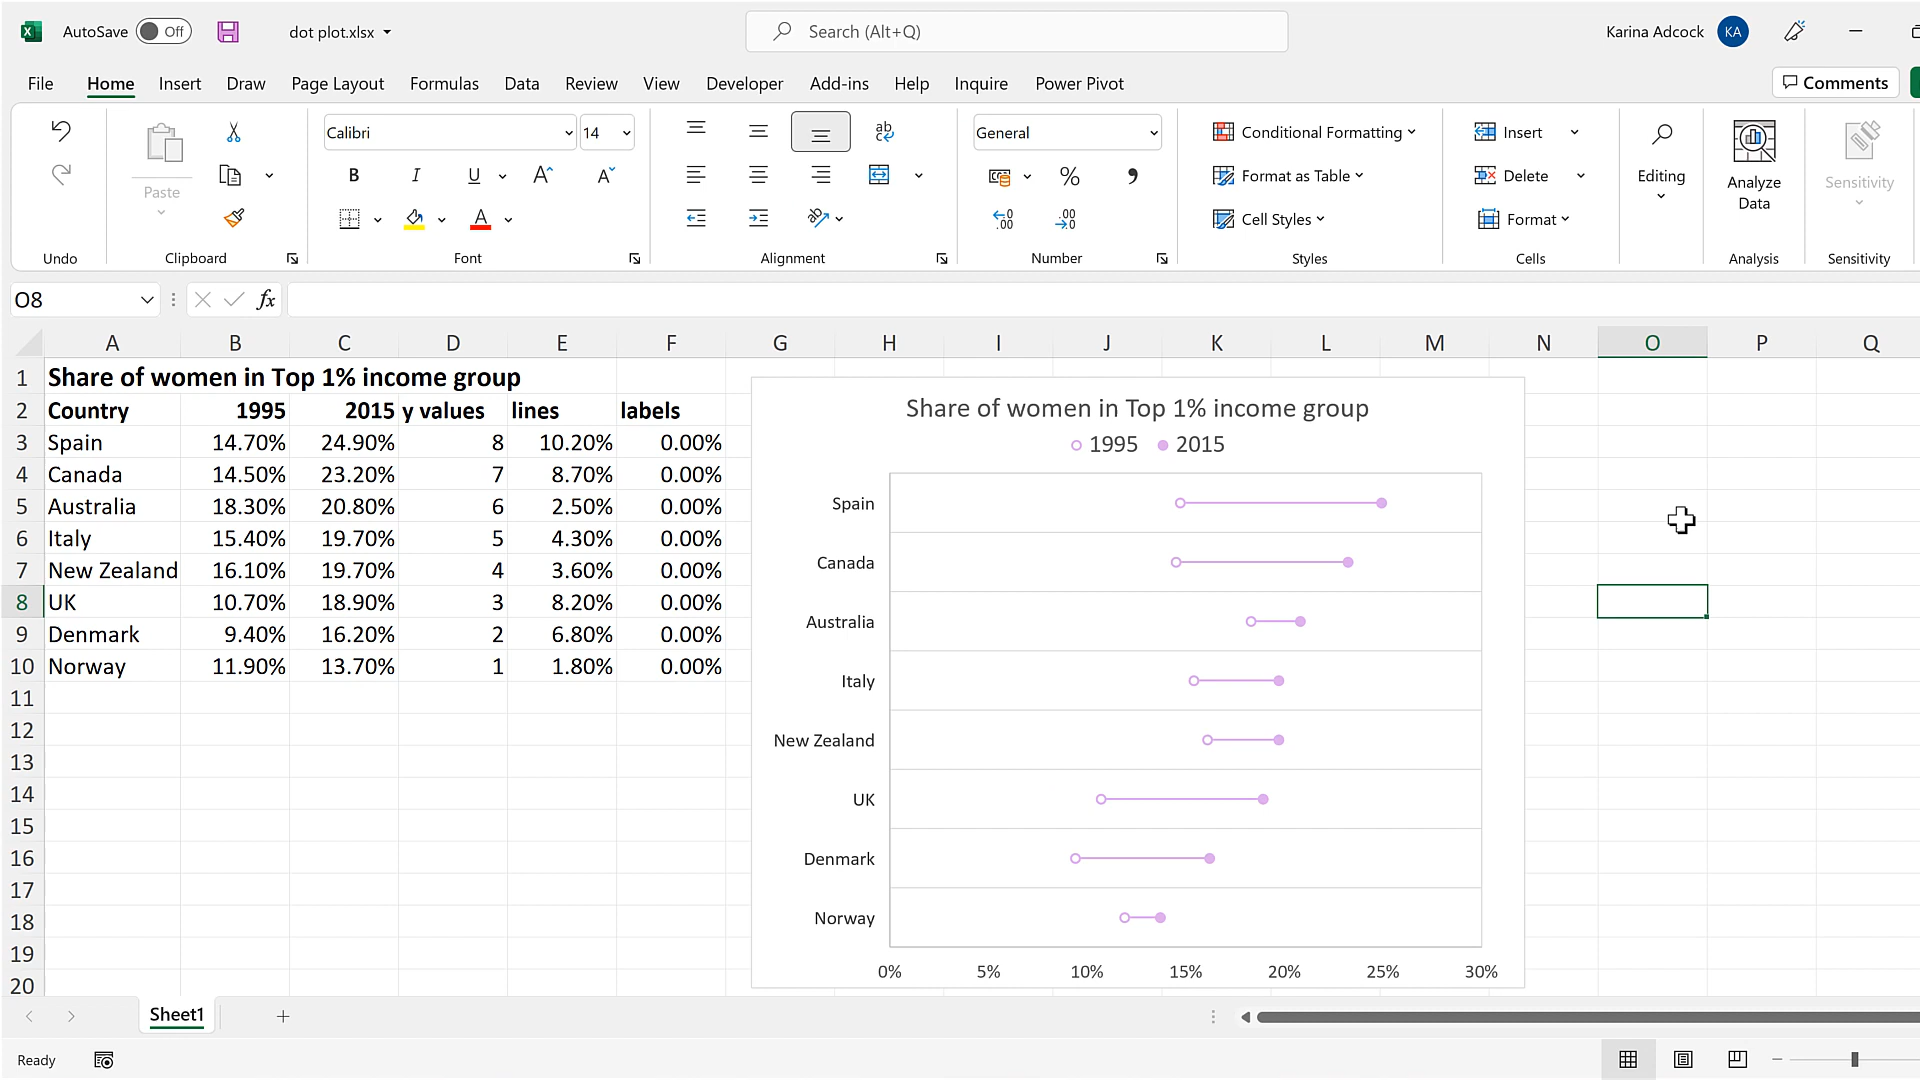 AutoSave Off dot plot.xlsx Search (Alt+Q) Karina Adcock KA
File Home Insert Draw Page Layout Formulas Data Review View Developer Add-ins Help Inquire Power Pivot Comments
Calibri 14 ab General Conditional Formatting Insert
Paste B I U A A % Format as Table Delete Editing Analyze Data Sensitivity
A Cell Styles Format
Undo Clipboard Font Alignment Number Styles Cells Analysis Sensitivity
O8 fx
A B C D E F G H I J K L M N O P Q
1 Share of women in Top 1% income group
2 Country 1995 2015 y values lines labels
3 Spain 14.70% 24.90% 8 10.20% 0.00%
4 Canada 14.50% 23.20% 7 8.70% 0.00%
5 Australia 18.30% 20.80% 6 2.50% 0.00%
6 Italy 15.40% 19.70% 5 4.30% 0.00%
7 New Zealand 16.10% 19.70% 4 3.60% 0.00%
8 UK 10.70% 18.90% 3 8.20% 0.00%
9 Denmark 9.40% 16.20% 2 6.80% 0.00%
10 Norway 11.90% 13.70% 1 1.80% 0.00%
11
12
13
14
15
16
17
18
19
20
Share of women in Top 1% income group
1995 2015
Spain
Canada
Australia
Italy
New Zealand
UK
Denmark
Norway
0% 5% 10% 15% 20% 25% 30%
Sheet1
Ready